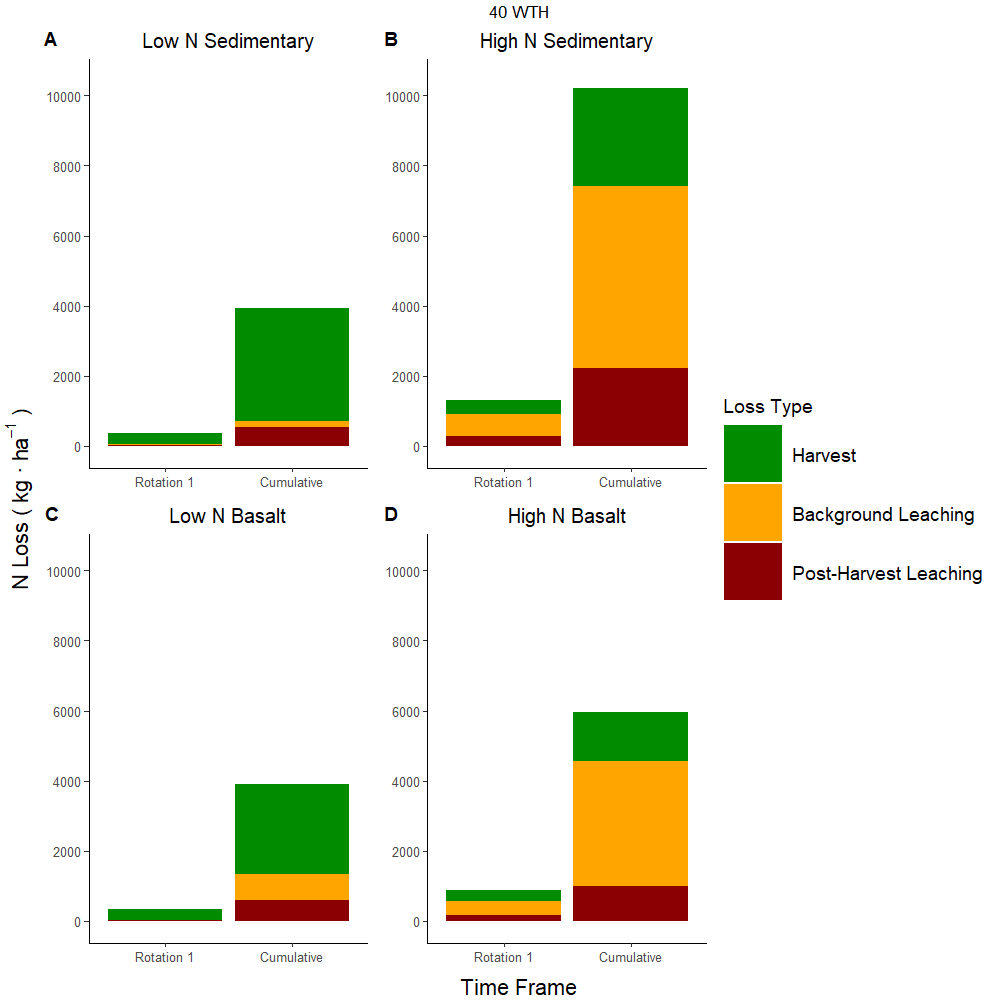 40 WTH
A Low N Sedimentary
10000
8000
6000
4000
2000
0
Rotation 1 Cumulative
B High N Sedimentary
10000
8000
6000
4000
2000
0
Rotation 1 Cumulative
C Low N Basalt
10000
8000
6000
4000
2000
0
Rotation 1 Cumulative
D High N Basalt
10000
8000
6000
4000
2000
0
Rotation 1 Cumulative
N Loss ( kg · ha⁻¹ )
Time Frame
Loss Type
Harvest
Background Leaching
Post-Harvest Leaching